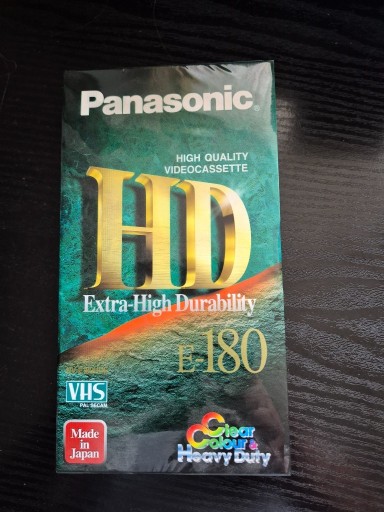 Panasonic®
HIGH QUALITY
VIDEOCASSETTE
HD
Extra-High Durability
E-180
VHS
PAL SECAM
Made
in
Japan
Clear
Colour &
Heavy Duty